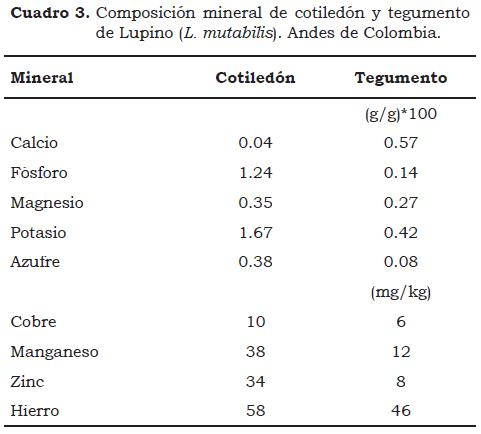 Cuadro 3. Composición mineral de cotiledón y tegumento
de Lupino (L. mutabilis). Andes de Colombia.
Mineral Cotiledón Tegumento
(g/g)*100
Calcio 0.04 0.57
Fòsforo 1.24 0.14
Magnesio 0.35 0.27
Potasio 1.67 0.42
Azufre 0.38 0.08
(mg/kg)
Cobre 10 6
Manganeso 38 12
Zinc 34 8
Hierro 58 46